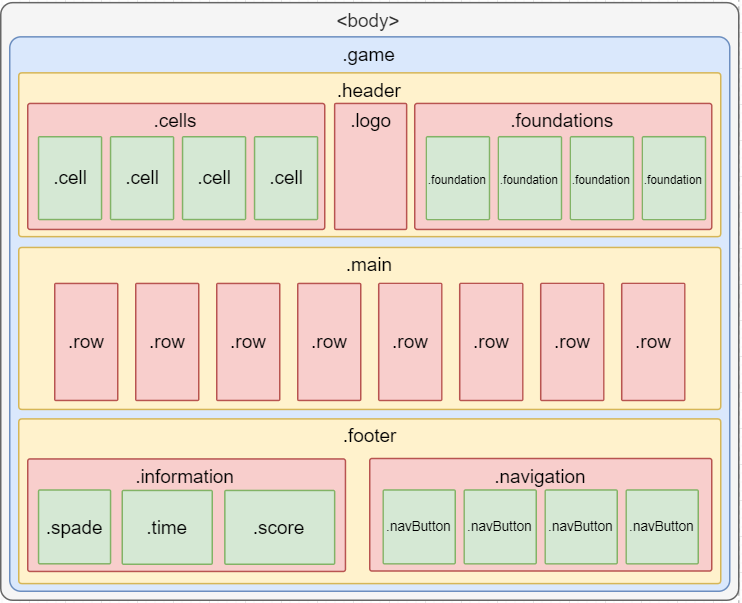 <body>
.game
.header
.cells
.logo
.foundations
.cell
.cell
.cell
.cell
.foundation
.foundation
.foundation
.foundation
.main
.row
.row
.row
.row
.row
.row
.row
.row
.footer
.information
.navigation
.spade
.time
.score
.navButton
.navButton
.navButton
.navButton